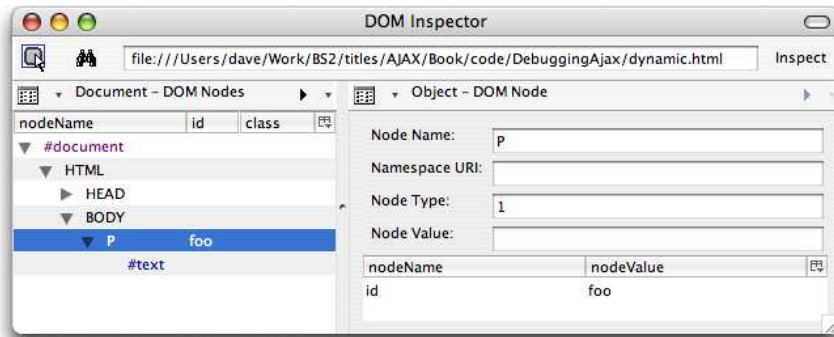 DOM Inspector
file:///Users/dave/Work/BS2/titles/AJAX/Book/code/DebuggingAjax/dynamic.html Inspect
Document – DOM Nodes
nodeName id class
#document
HTML
HEAD
BODY
P foo
#text
Object – DOM Node
Node Name: P
Namespace URI:
Node Type: 1
Node Value:
nodeName nodeValue
id foo